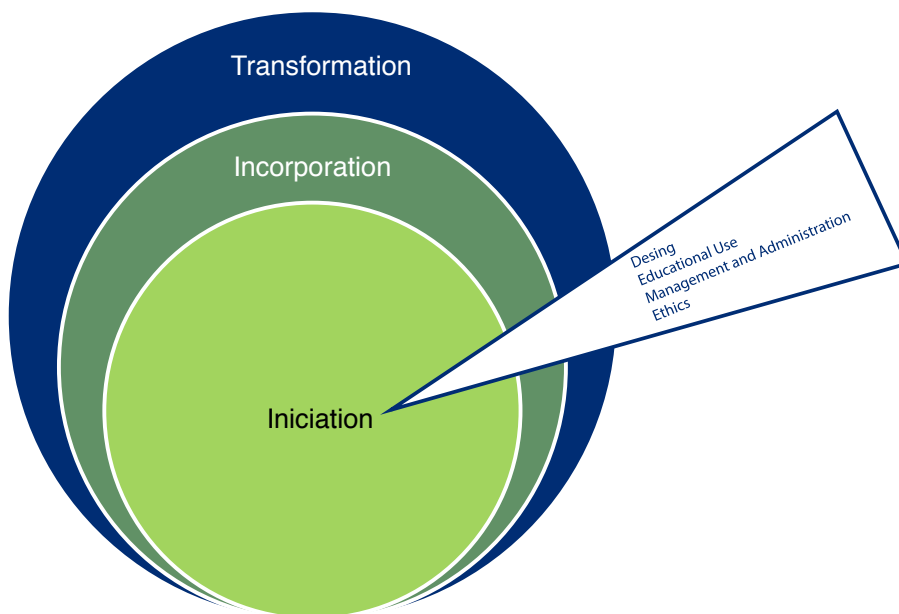 Transformation
Incorporation
Iniciation
Desing
Educational Use
Management and Administration
Ethics